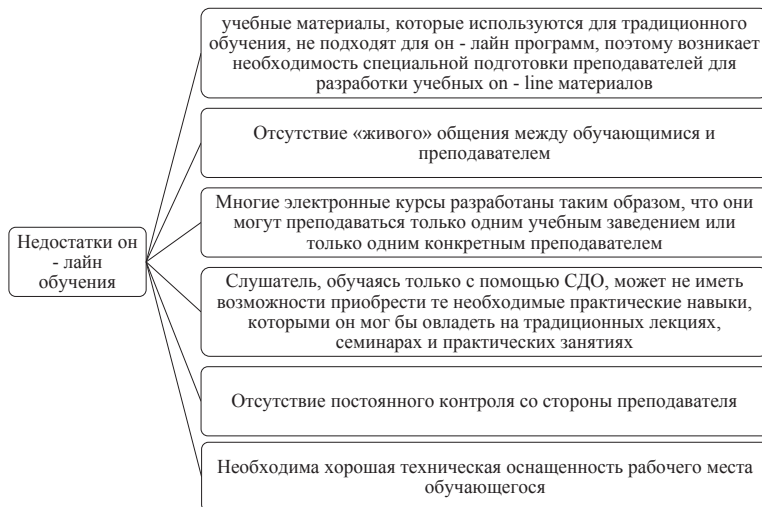 учебные материалы, которые используются для традиционного
обучения, не подходят для он - лайн программ, поэтому возникает
необходимость специальной подготовки преподавателей для
разработки учебных on - line материалов
Отсутствие «живого» общения между обучающимися и
преподавателем
Многие электронные курсы разработаны таким образом, что они
могут преподаваться только одним учебным заведением или
только одним конкретным преподавателем
Недостатки он
- лайн
обучения
Слушатель, обучаясь только с помощью СДО, может не иметь
возможности приобрести те необходимые практические навыки,
которыми он мог бы овладеть на традиционных лекциях,
семинарах и практических занятиях
Отсутствие постоянного контроля со стороны преподавателя
Необходима хорошая техническая оснащенность рабочего места
обучающегося